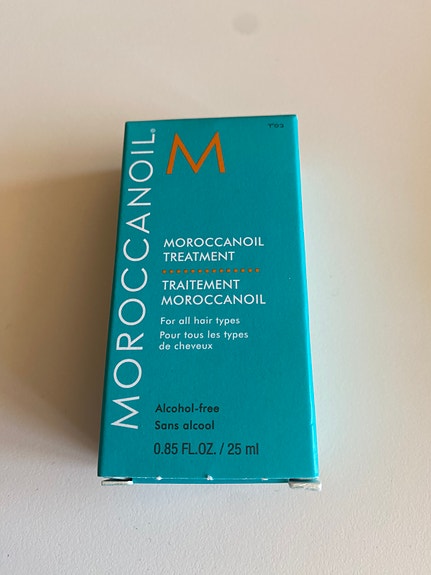 T93
M
MOROCCANOIL®
MOROCCANOIL
TREATMENT
TRAITEMENT
MOROCCANOIL
For all hair types
Pour tous les types
de cheveux
Alcohol-free
Sans alcool
0.85 FL.OZ. / 25 ml